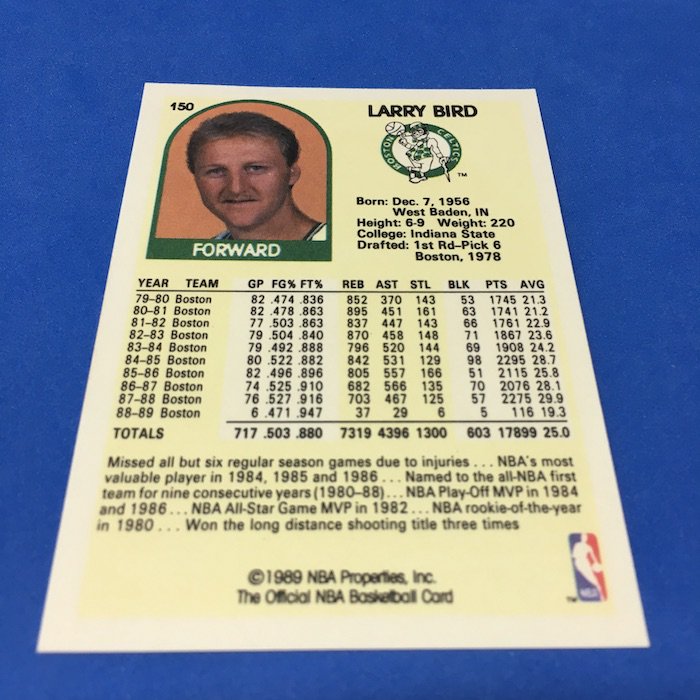 150
LARRY BIRD
BOSTON CELTICS
TM
Born: Dec. 7, 1956
West Baden, IN
Height: 6-9 Weight: 220
College: Indiana State
Drafted: 1st Rd-Pick 6
Boston, 1978
FORWARD
YEAR TEAM GP FG% FT% REB AST STL BLK PTS AVG
79-80 Boston 82 .474 .836 852 370 143 53 1745 21.3
80-81 Boston 82 .478 .863 895 451 161 63 1741 21.2
81-82 Boston 77 .503 .863 837 447 143 66 1761 22.9
82-83 Boston 79 .504 .840 870 458 148 71 1867 23.6
83-84 Boston 79 .492 .888 796 520 144 69 1908 24.2
84-85 Boston 80 .522 .882 842 531 129 98 2295 28.7
85-86 Boston 82 .496 .896 805 557 166 51 2115 25.8
86-87 Boston 74 .525 .910 682 566 135 70 2076 28.1
87-88 Boston 76 .527 .916 703 467 125 57 2275 29.9
88-89 Boston 6 .471 .947 37 29 6 5 116 19.3
TOTALS 717 .503 .880 7319 4396 1300 603 17899 25.0
Missed all but six regular season games due to injuries ... NBA's most
valuable player in 1984, 1985 and 1986 ... Named to the all-NBA first
team for nine consecutive years (1980-88)... NBA Play-Off MVP in 1984
and 1986 ... NBA All-Star Game MVP in 1982 ... NBA rookie-of-the-year
in 1980 ... Won the long distance shooting title three times
©1989 NBA Properties, Inc.
The Official NBA Basketball Card
TM
NBA